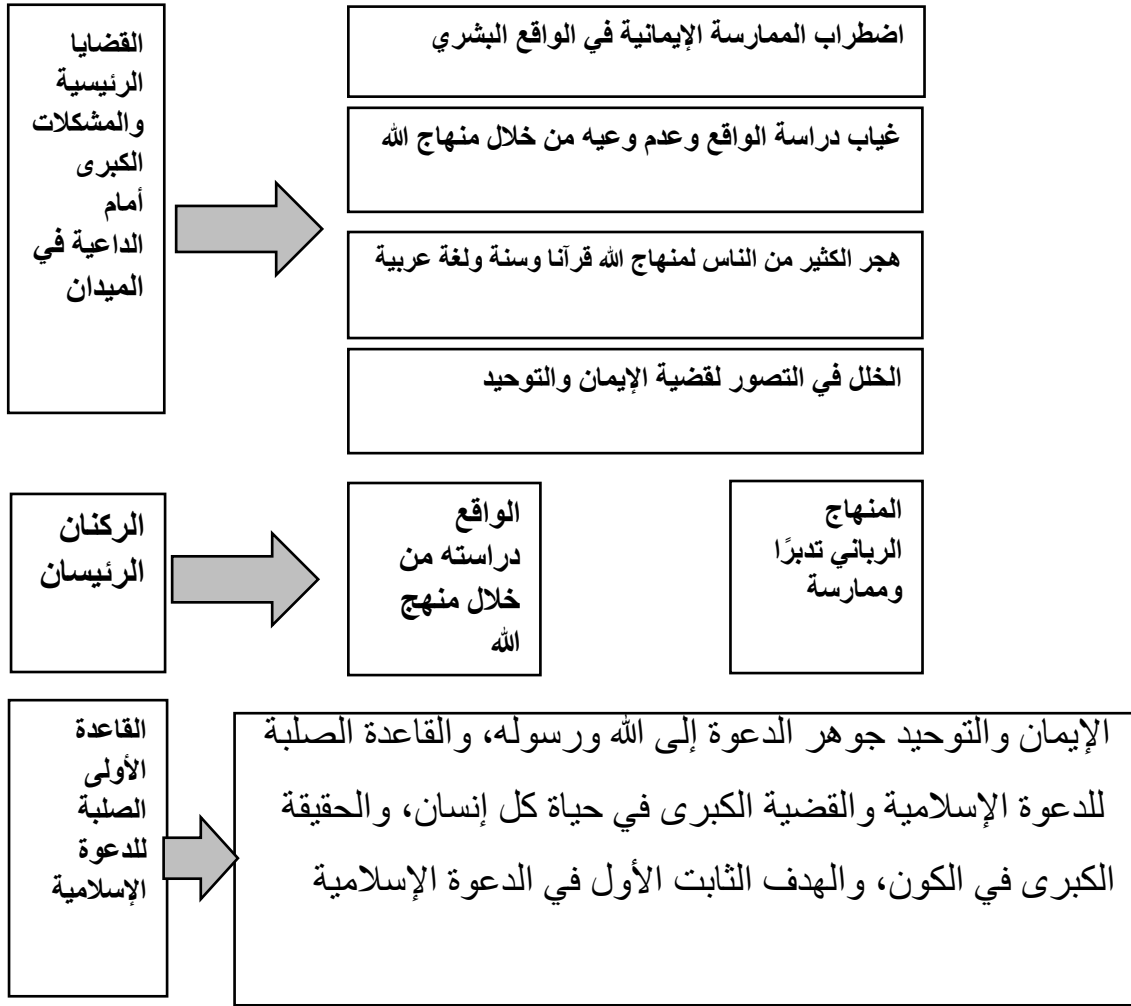 القضايا
الرئيسية
والمشكلات
الكبرى
أمام
الداعية في
الميدان
اضطراب الممارسة الإيمانية في الواقع البشري
غياب دراسة الواقع وعدم وعيه من خلال منهاج الله
هجر الكثير من الناس لمنهاج الله قرآنا وسنة ولغة عربية
الخلل في التصور لقضية الإيمان والتوحيد
الركنان
الرئيسان
المنهاج
الرباني تدبرًا
وممارسة
الواقع
دراسته من
خلال منهج
الله
القاعدة
الأولى
الصلبة
للدعوة
الإسلامية
الإيمان والتوحيد جوهر الدعوة إلى الله ورسوله، والقاعدة الصلبة
للدعوة الإسلامية والقضية الكبرى في حياة كل إنسان، والحقيقة
الكبرى في الكون، والهدف الثابت الأول في الدعوة الإسلامية